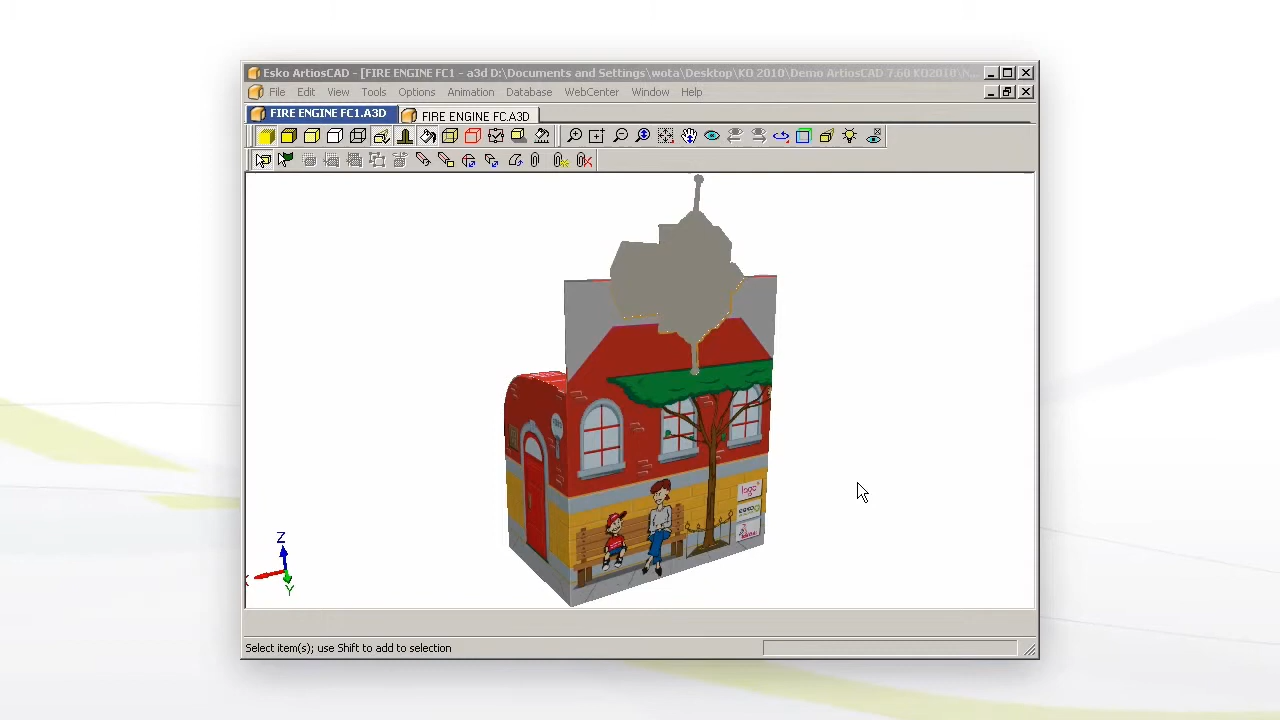 Esko ArtiosCAD - [FIRE ENGINE FC1 - a3d D:\Documents and Settings\wota\Desktop\KO 2010\Demo ArtiosCAD 7.60 KO2010\N...
File Edit View Tools Options Animation Database WebCenter Window Help
FIRE ENGINE FC1.A3D FIRE ENGINE FC.A3D
logo
esko
Z
X
Y
Select item(s); use Shift to add to selection